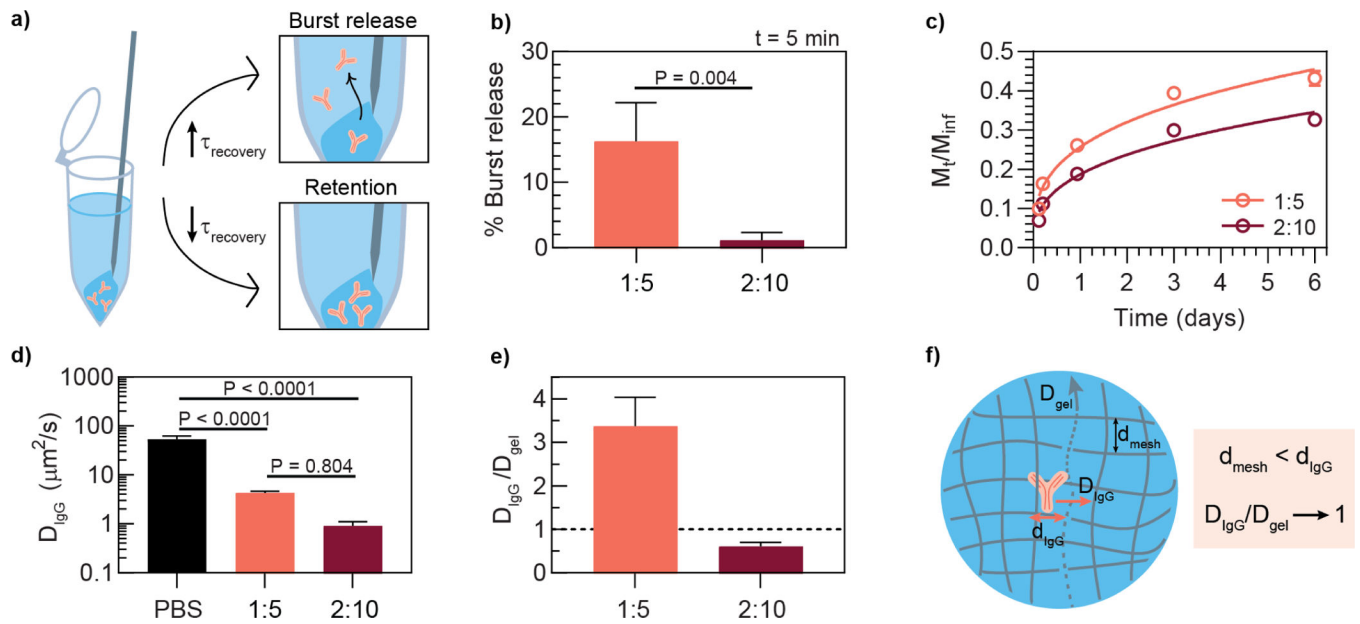 a)
Burst release
↑ τrecovery
Retention
↓ τrecovery
b)
t = 5 min
P = 0.004
% Burst release
30
20
10
0
1:5
2:10
c)
Mt/Minf
0.5
0.4
0.3
0.2
0.1
0.0
1:5
2:10
0 1 2 3 4 5 6
Time (days)
d)
DIgG (μm²/s)
1000
100
10
1
0.1
P < 0.0001
P < 0.0001
P = 0.804
PBS 1:5 2:10
e)
DIgG/Dgel
4
3
2
1
0
1:5 2:10
f)
Dgel
dmesh
DIgG
dIgG
dmesh < dIgG
DIgG/Dgel → 1